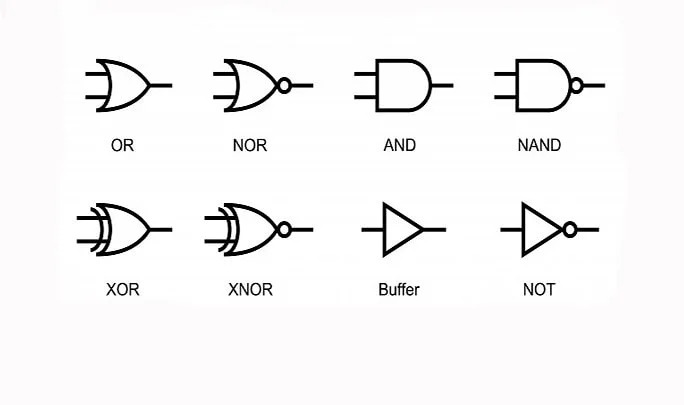 OR
NOR
AND
NAND
XOR
XNOR
Buffer
NOT